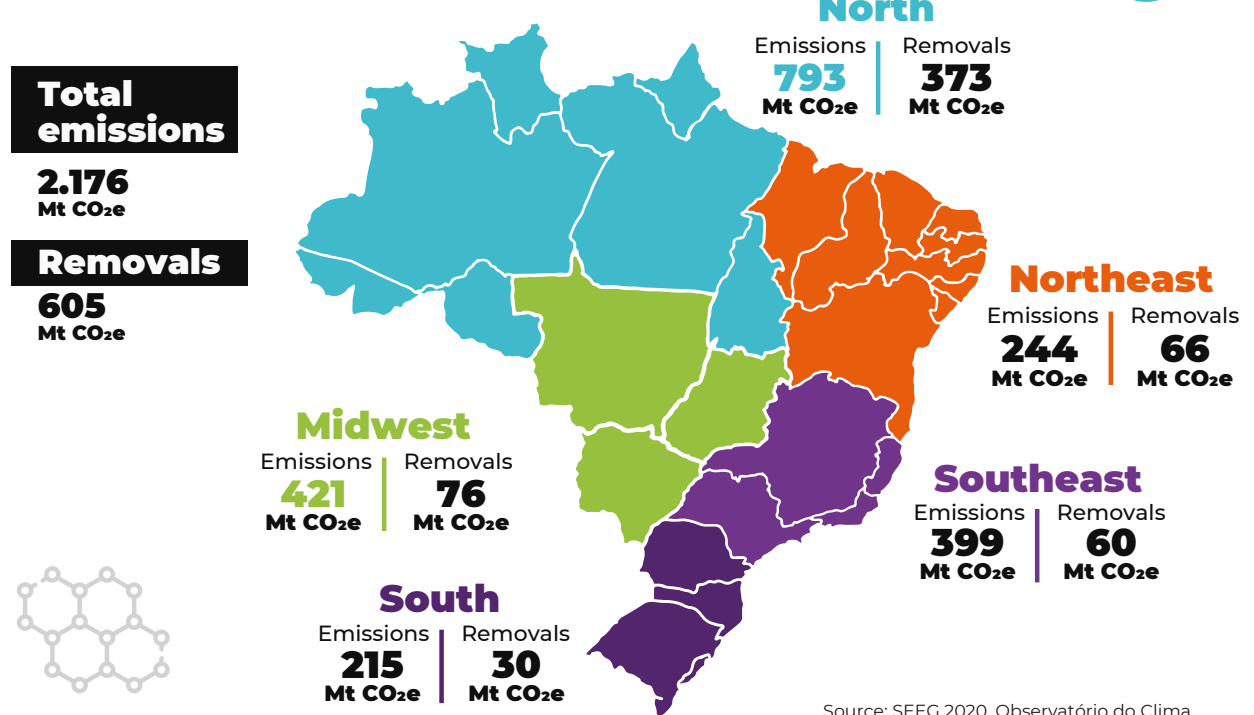 Total
emissions
2.176
Mt CO₂e
Removals
605
Mt CO₂e
North
Emissions
793
Mt CO₂e
Removals
373
Mt CO₂e
Northeast
Emissions
244
Mt CO₂e
Removals
66
Mt CO₂e
Midwest
Emissions
421
Mt CO₂e
Removals
76
Mt CO₂e
Southeast
Emissions
399
Mt CO₂e
Removals
60
Mt CO₂e
South
Emissions
215
Mt CO₂e
Removals
30
Mt CO₂e
Source: SEEG 2020, Observatório do Clima